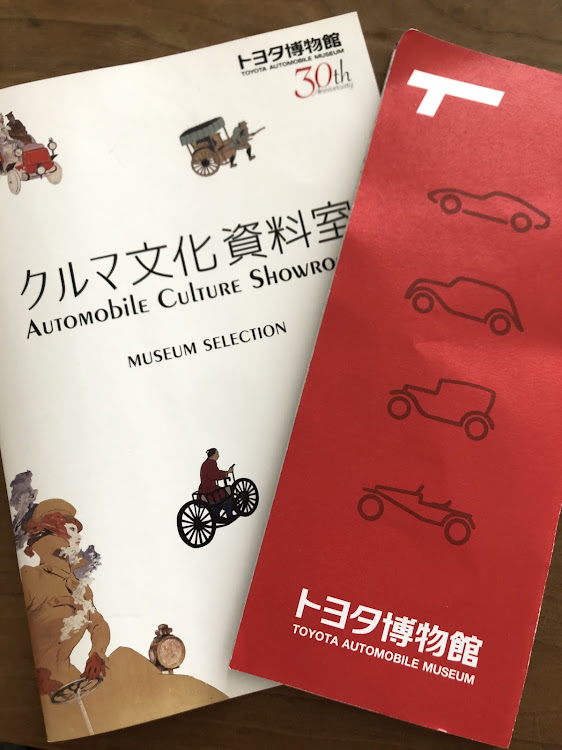 トヨタ博物館
TOYOTA AUTOMOBILE MUSEUM
30th
Anniversary
クルマ文化資料室
AUTOMOBILE CULTURE SHOWRO
MUSEUM SELECTION
トヨタ博物館
TOYOTA AUTOMOBILE MUSEUM